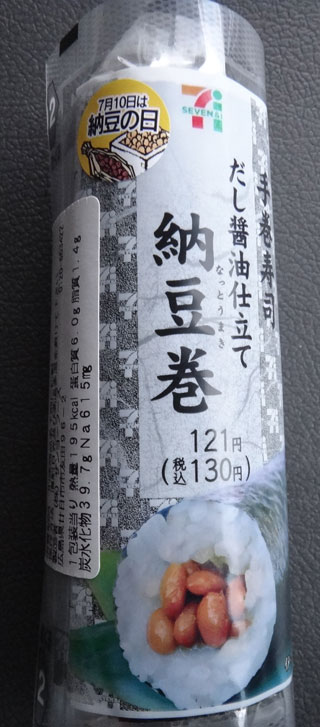 7月10日は
納豆の日
SEVEN&i
手巻寿司
だし醤油仕立て
納豆巻
なっとうまき
121円
(税込130円)
1包装当り 熱量195kcal 蛋白質6.0g 脂質1.4g
炭水化物39.7g Na615mg